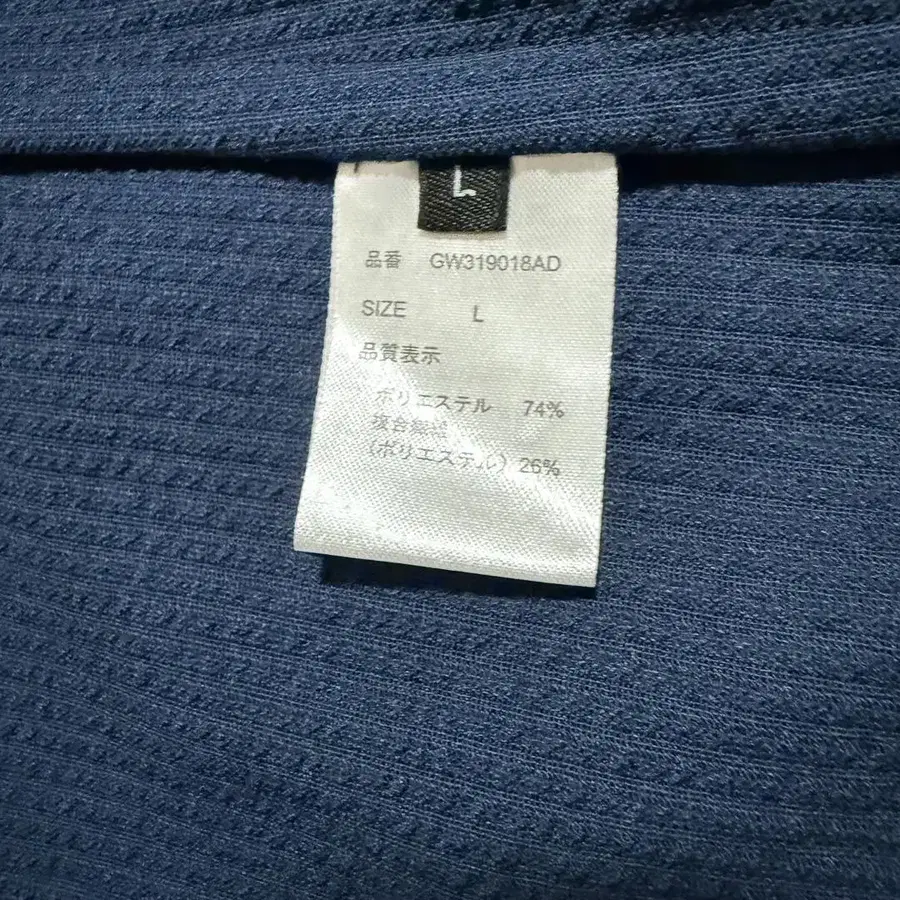 L
品番 GW319018AD
SIZE L
品質表示
ポリエステル 74%
複合繊維
(ポリエステル) 26%